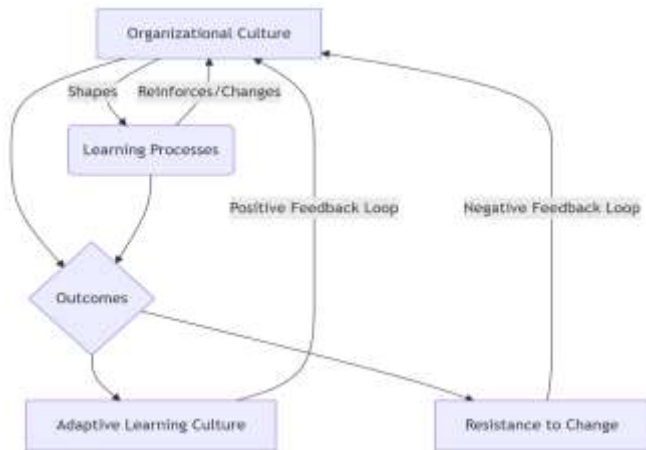 Organizational Culture
Shapes
Reinforces/Changes
Learning Processes
Positive Feedback Loop
Negative Feedback Loop
Outcomes
Adaptive Learning Culture
Resistance to Change